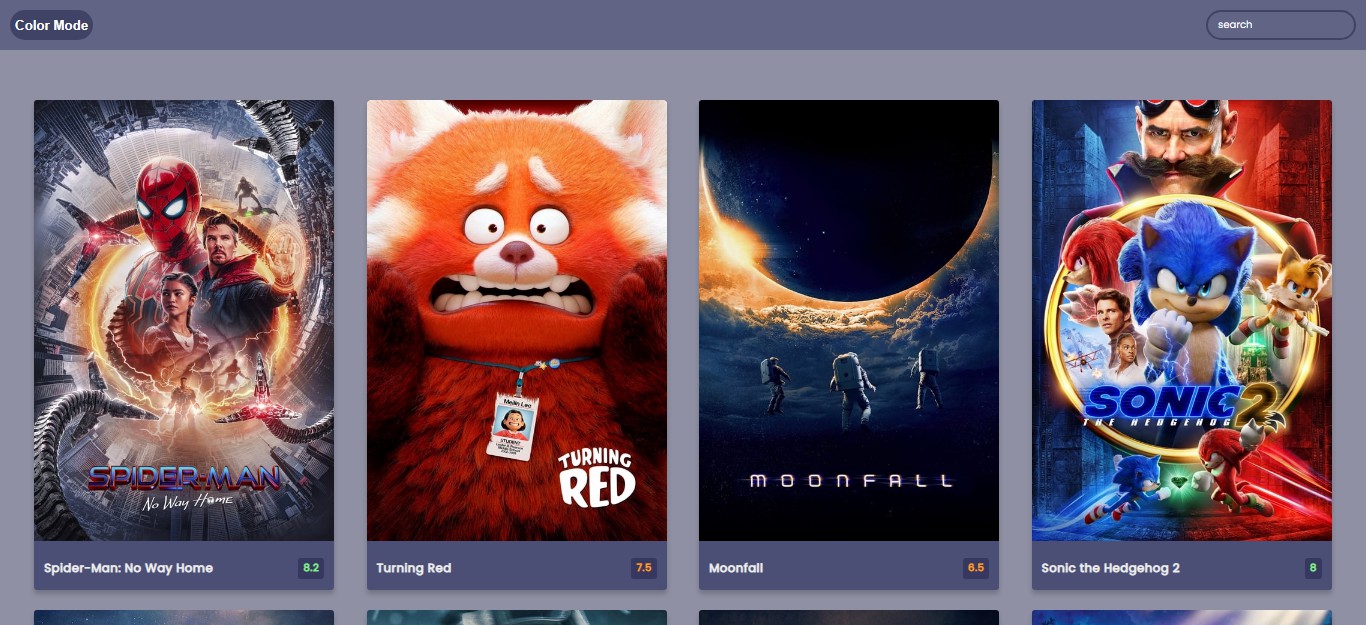 Color Mode
search
SPIDER-MAN
No Way Home
Meilin Lee
STUDENT
TURNING
RED
MOONFALL
SONIC 2
THE HEDGEHOG
Spider-Man: No Way Home
8.2
Turning Red
7.5
Moonfall
6.5
Sonic the Hedgehog 2
8